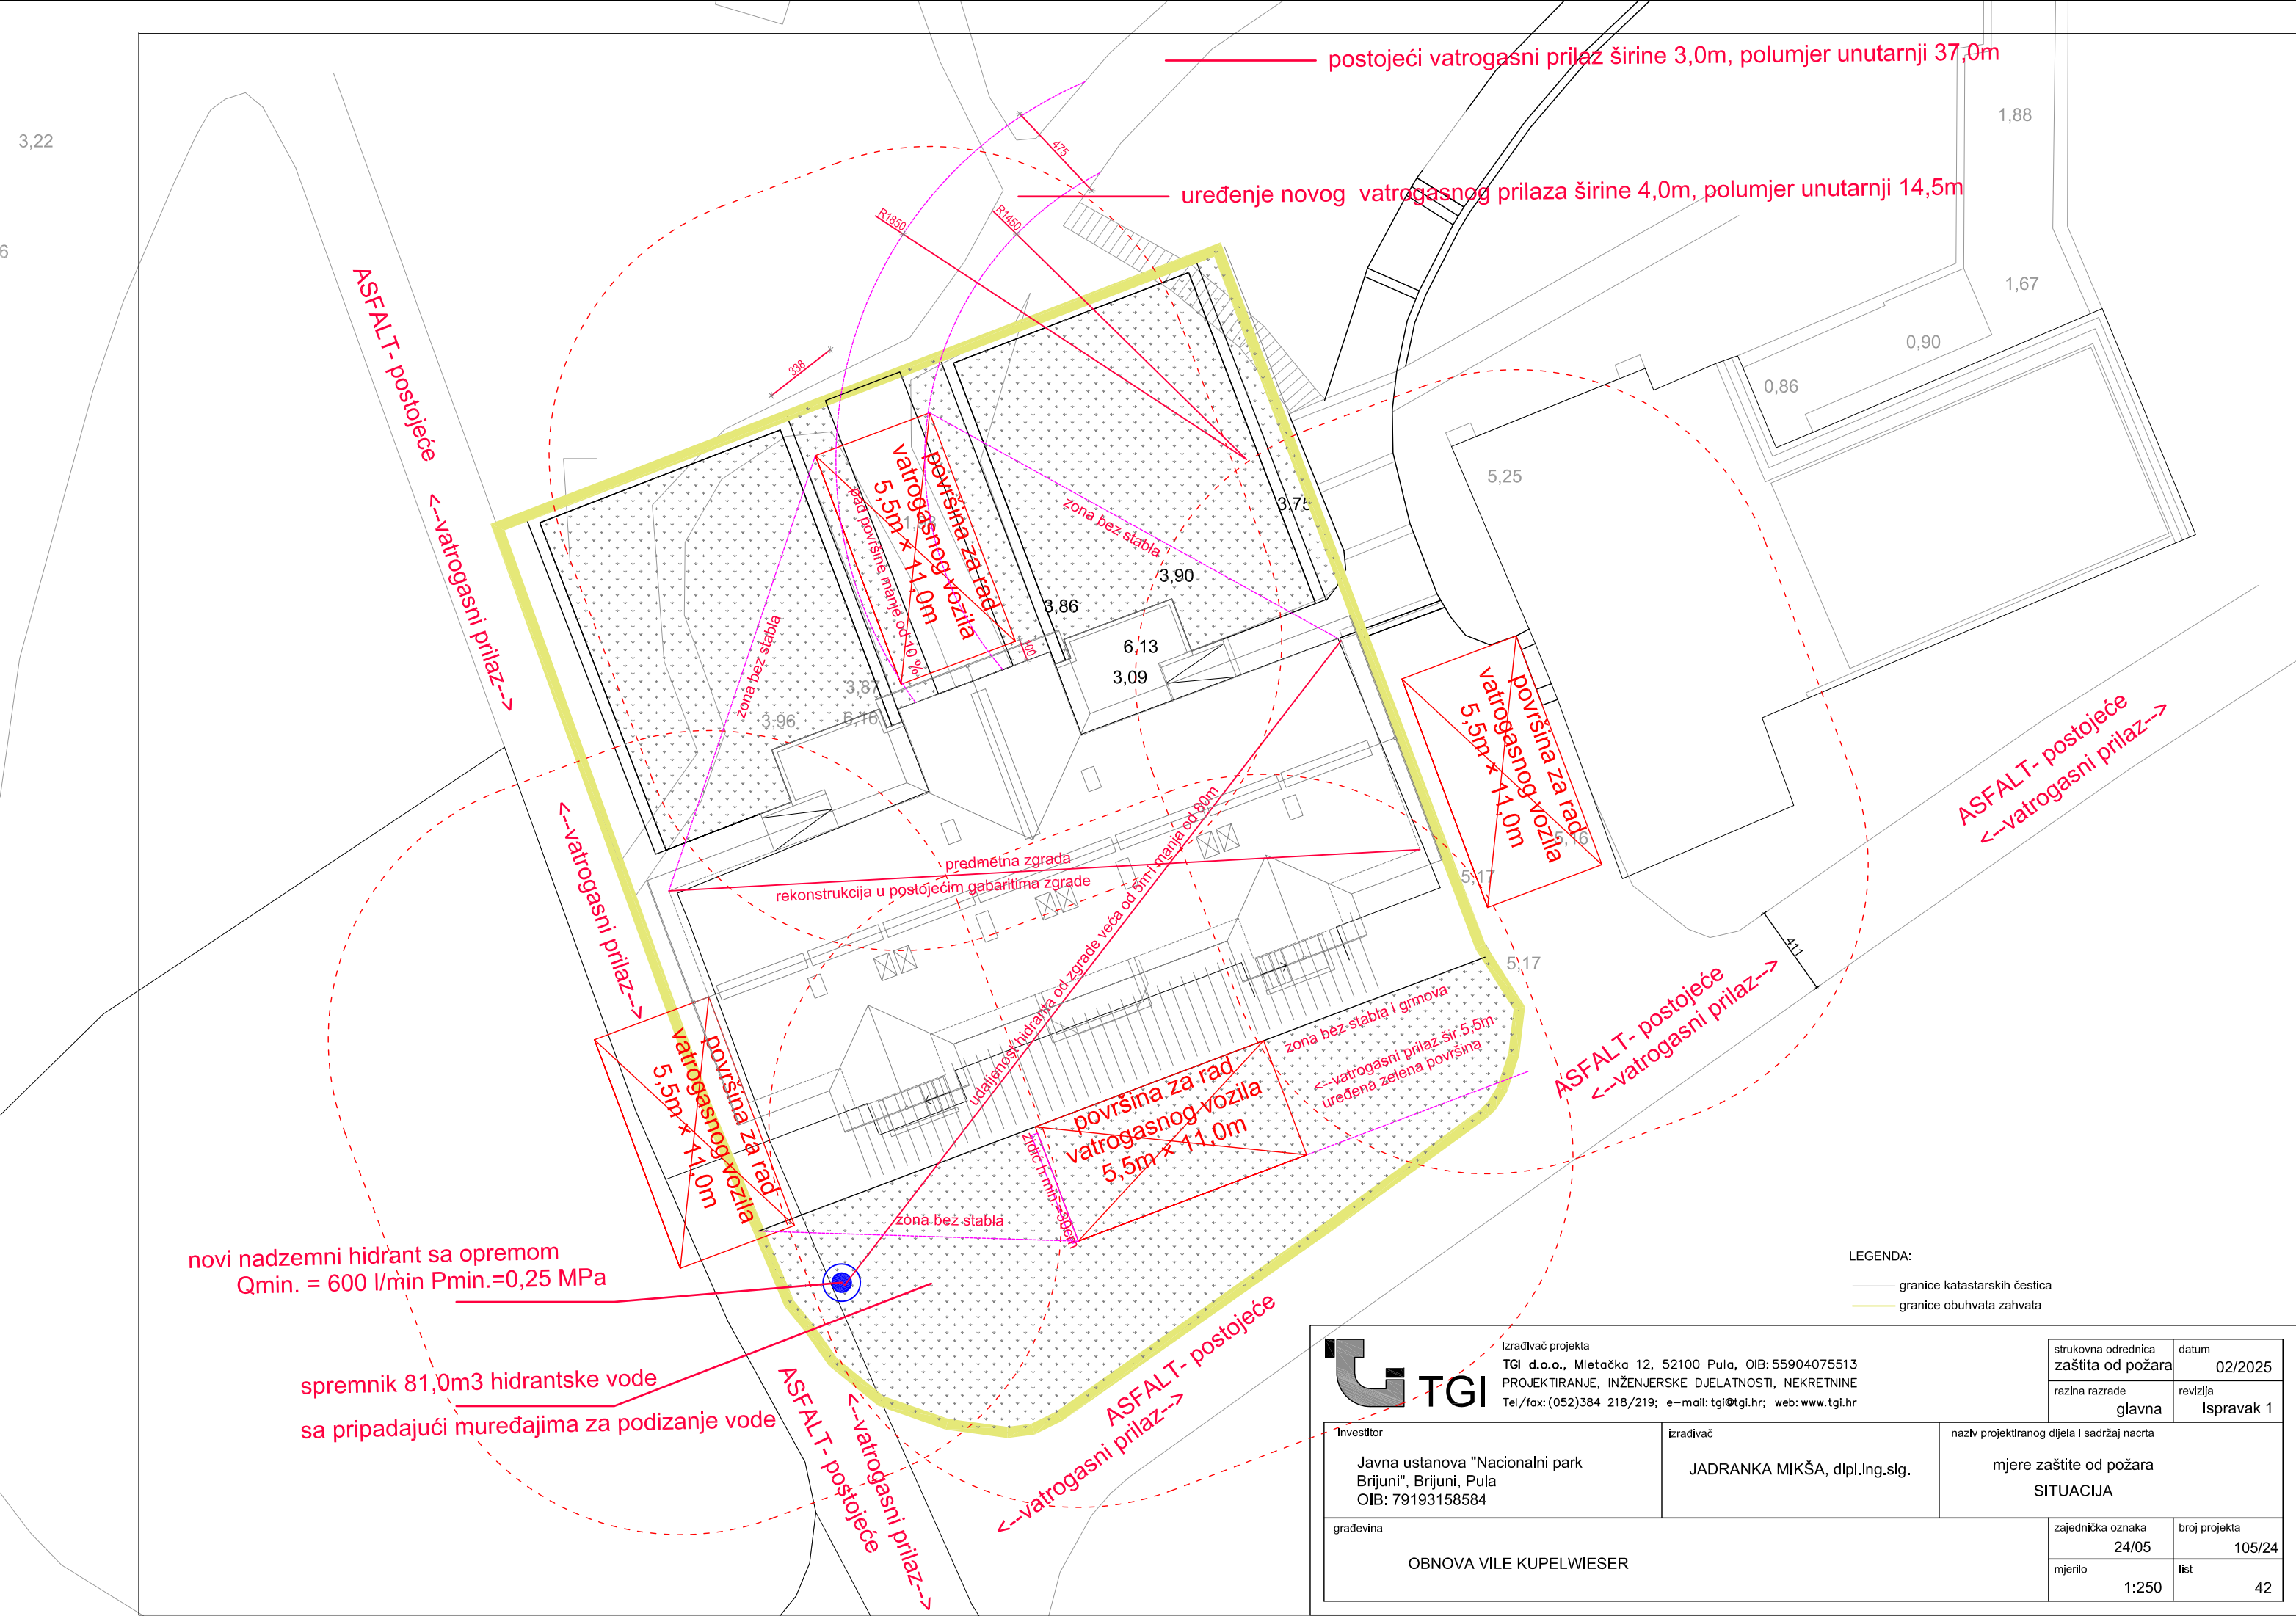 postojeći vatrogasni prilaz širine 3,0m, polumjer unutarnji 37,0m
3,22
1,88
475
uređenje novog vatrogasnog prilaza širine 4,0m, polumjer unutarnji 14,5m
R1850
R1450
6
ASFALT- postojeće
<--vatrogasni prilaz--->
1,67
0,90
0,86
338
5,25
površina za rad
vatrogasnog vozila
5,5m × 11,0m
pad površine manje od 10 %
zona bez stabla
3,75
3,90
3,86
6,13
3,09
100
zona bez stabla
3,87
3,96
6,16
površina za rad
vatrogasnog vozila
5,5m × 11,0m
5,16
5,17
ASFALT- postojeće
<--vatrogasni prilaz--->
<--vatrogasni prilaz--->
predmetna zgrada
rekonstrukcija u postojećim gabaritima zgrade
udaljenost hidranta od zgrade veća od 5m i manja od 80m
411
5,17
ASFALT- postojeće
<--vatrogasni prilaz--->
zona bez stabla i grmova
<--vatrogasni prilaz šir.5,5m
uređena zelena površina
površina za rad
vatrogasnog vozila
5,5m × 11,0m
površina za rad
vatrogasnog vozila
5,5m × 11,0m
zidić h min.=30cm
zona bez stabla
novi nadzemni hidrant sa opremom
Qmin. = 600 l/min Pmin.=0,25 MPa
spremnik 81,0m3 hidrantske vode
sa pripadajući muređajima za podizanje vode
ASFALT- postojeće
<--vatrogasni prilaz--->
ASFALT- postojeće
<--vatrogasni prilaz--->
LEGENDA:
granice katastarskih čestica
granice obuhvata zahvata
TGI
Izrađivač projekta
TGI d.o.o., Mletačka 12, 52100 Pula, OIB: 55904075513
PROJEKTIRANJE, INŽENJERSKE DJELATNOSTI, NEKRETNINE
Tel/fax:(052)384 218/219; e-mail: tgi@tgi.hr; web: www.tgi.hr
strukovna odrednica
zaštita od požara
datum
02/2025
razina razrade
glavna
revizija
Ispravak 1
Investitor
Javna ustanova "Nacionalni park
Brijuni", Brijuni, Pula
OIB: 79193158584
izrađivač
JADRANKA MIKŠA, dipl.ing.sig.
naziv projektiranog dijela i sadržaj nacrta
mjere zaštite od požara
SITUACIJA
građevina
OBNOVA VILE KUPELWIESER
zajednička oznaka
24/05
broj projekta
105/24
mjerilo
1:250
list
42